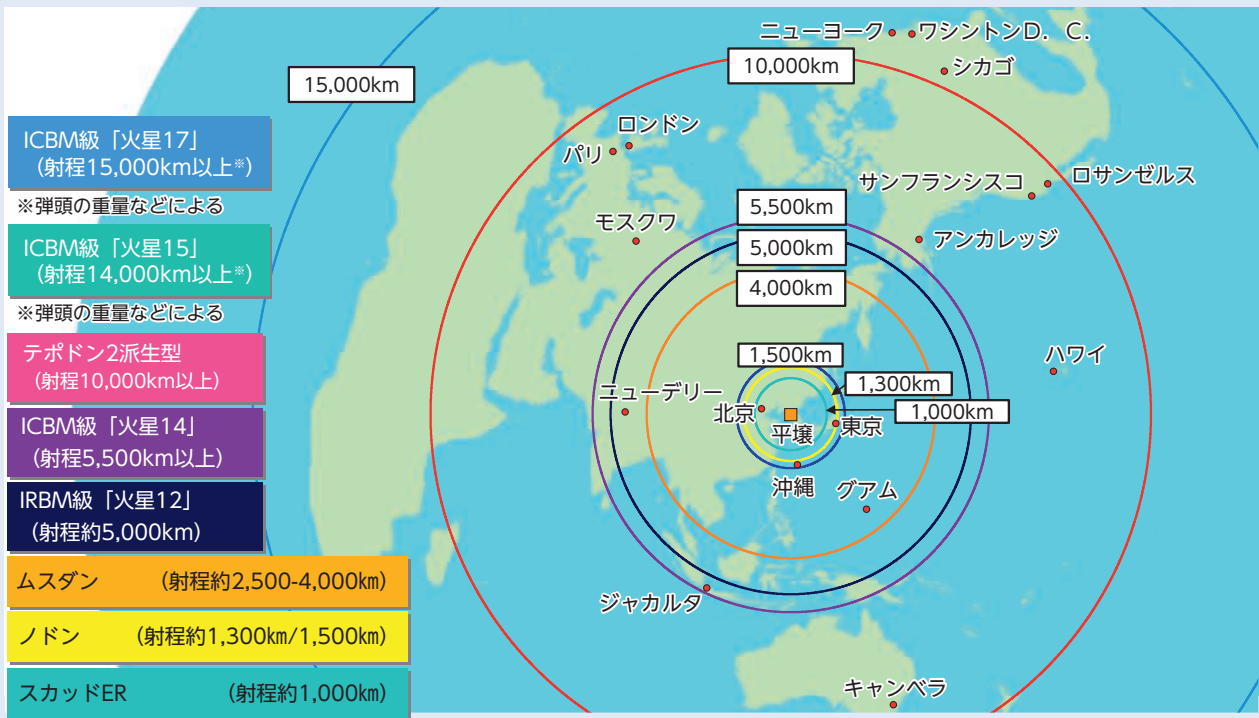 ニューヨーク
ワシントンD．C．
シカゴ
10,000km
15,000km
ロンドン
パリ
ICBM級「火星17」
（射程15,000km以上※）
※弾頭の重量などによる
サンフランシスコ
ロサンゼルス
5,500km
モスクワ
ICBM級「火星15」
（射程14,000km以上※）
※弾頭の重量などによる
アンカレッジ
5,000km
4,000km
テポドン2派生型
（射程10,000km以上）
1,500km
ハワイ
1,300km
ニューデリー
北京
1,000km
平壌
東京
ICBM級「火星14」
（射程5,500km以上）
沖縄
グアム
IRBM級「火星12」
（射程約5,000km）
ムスダン （射程約2,500-4,000㎞）
ジャカルタ
ノドン （射程約1,300㎞/1,500㎞）
スカッドER （射程約1,000㎞）
キャンベラ